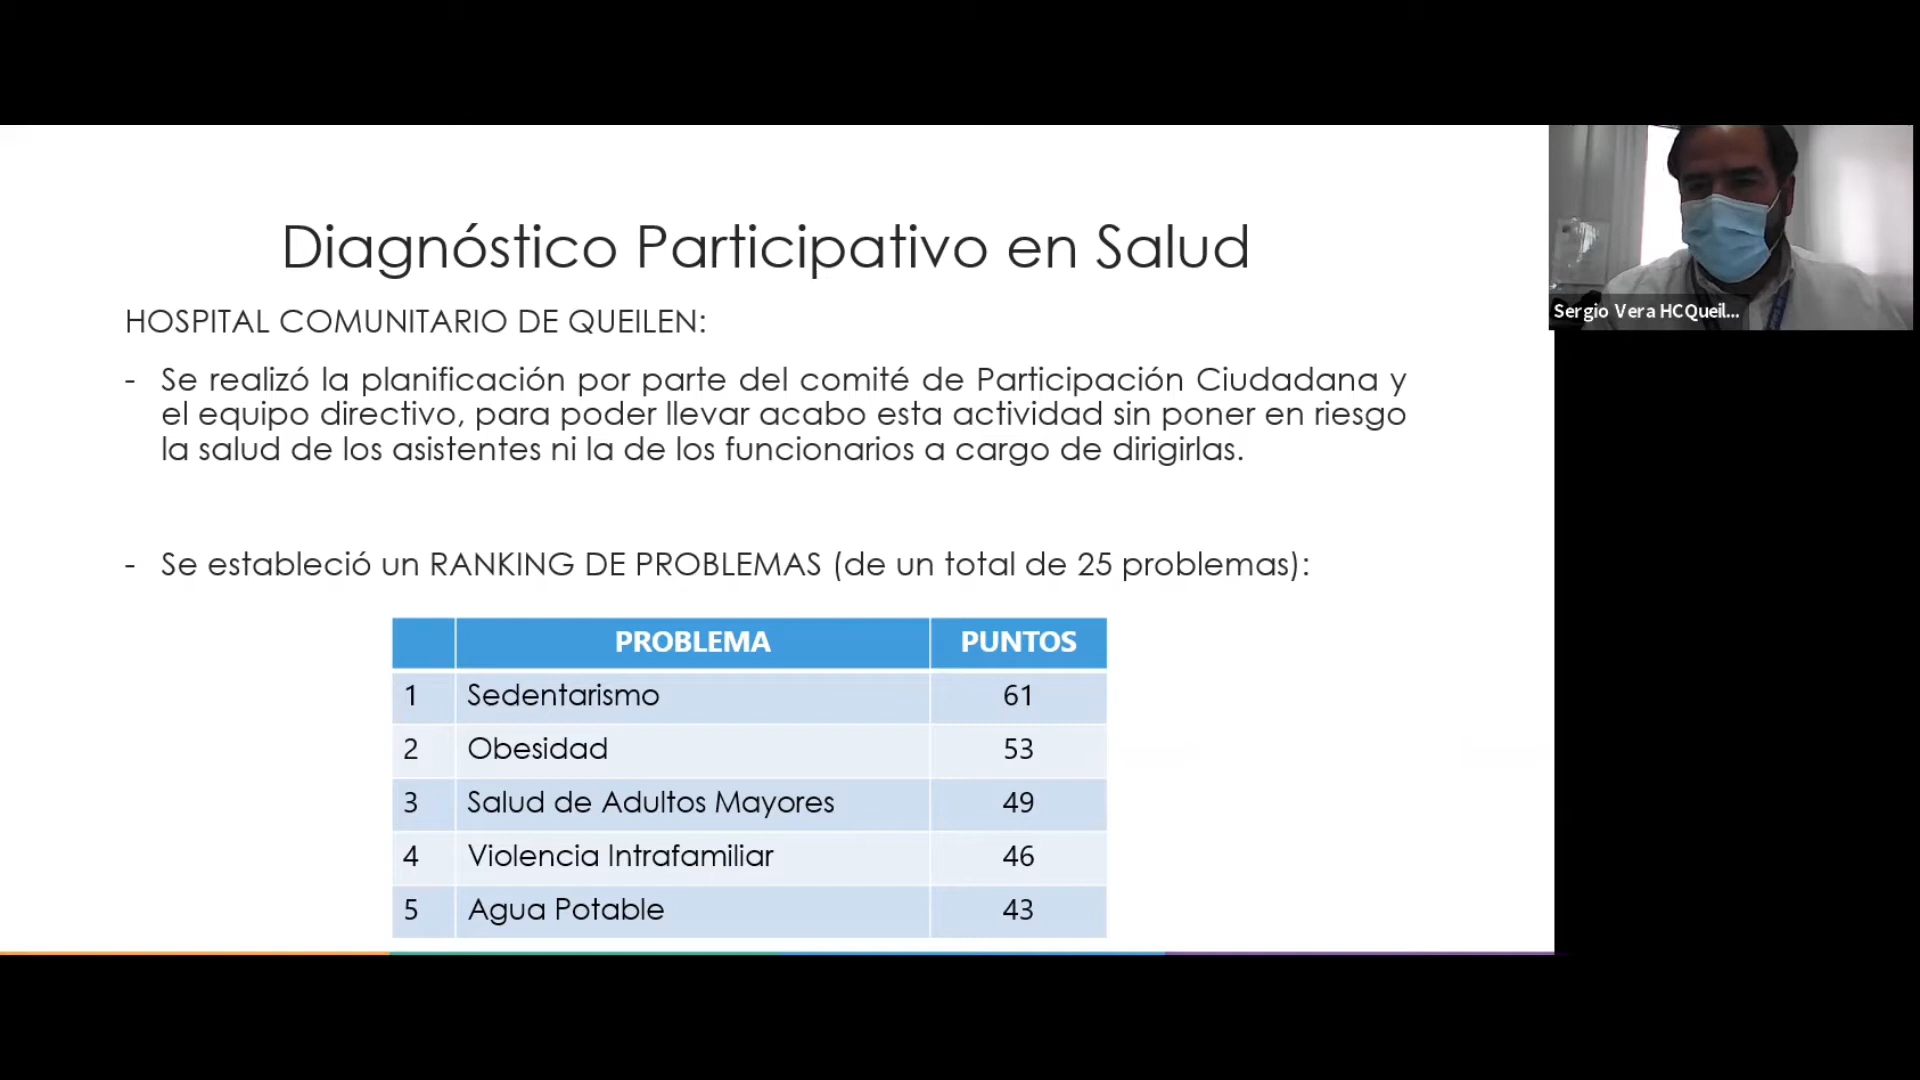 Diagnóstico Participativo en Salud
HOSPITAL COMUNITARIO DE QUEILEN:
- Se realizó la planificación por parte del comité de Participación Ciudadana y
el equipo directivo, para poder llevar acabo esta actividad sin poner en riesgo
la salud de los asistentes ni la de los funcionarios a cargo de dirigirlas.
- Se estableció un RANKING DE PROBLEMAS (de un total de 25 problemas):
PROBLEMA PUNTOS
1 Sedentarismo 61
2 Obesidad 53
3 Salud de Adultos Mayores 49
4 Violencia Intrafamiliar 46
5 Agua Potable 43
Sergio Vera HCQueil...